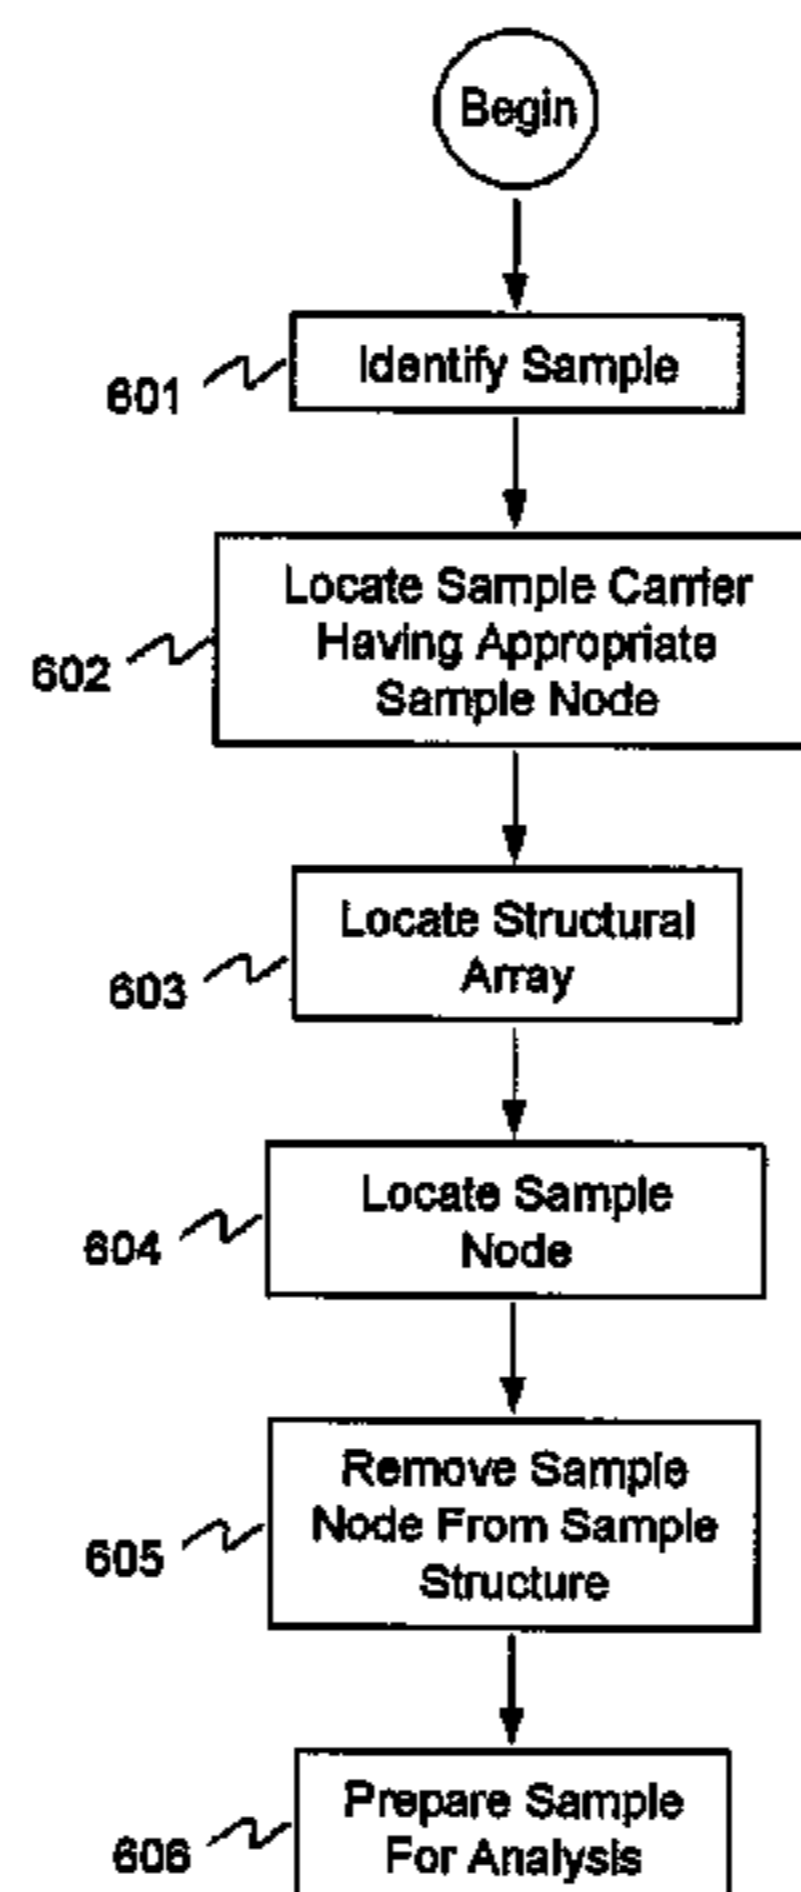 Begin
601
Identify Sample
602
Locate Sample Carrier
Having Appropriate
Sample Node
603
Locate Structural
Array
604
Locate Sample
Node
605
Remove Sample
Node From Sample
Structure
606
Prepare Sample
For Analysis